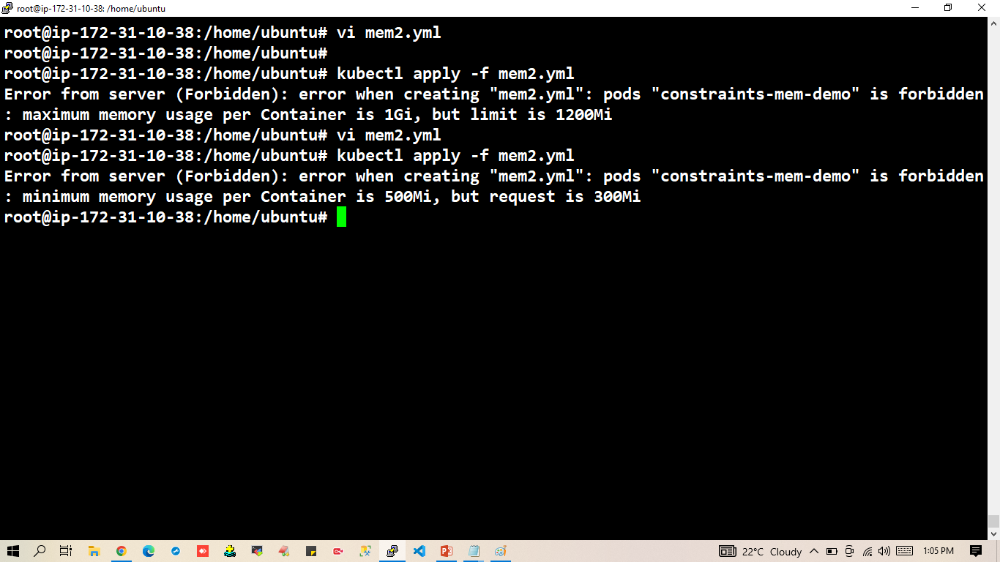 root@ip-172-31-10-38: /home/ubuntu
root@ip-172-31-10-38:/home/ubuntu# vi mem2.yml
root@ip-172-31-10-38:/home/ubuntu#
root@ip-172-31-10-38:/home/ubuntu# kubectl apply -f mem2.yml
Error from server (Forbidden): error when creating "mem2.yml": pods "constraints-mem-demo" is forbidden
: maximum memory usage per Container is 1Gi, but limit is 1200Mi
root@ip-172-31-10-38:/home/ubuntu# vi mem2.yml
root@ip-172-31-10-38:/home/ubuntu# kubectl apply -f mem2.yml
Error from server (Forbidden): error when creating "mem2.yml": pods "constraints-mem-demo" is forbidden
: minimum memory usage per Container is 500Mi, but request is 300Mi
root@ip-172-31-10-38:/home/ubuntu#
22°C Cloudy 1:05 PM